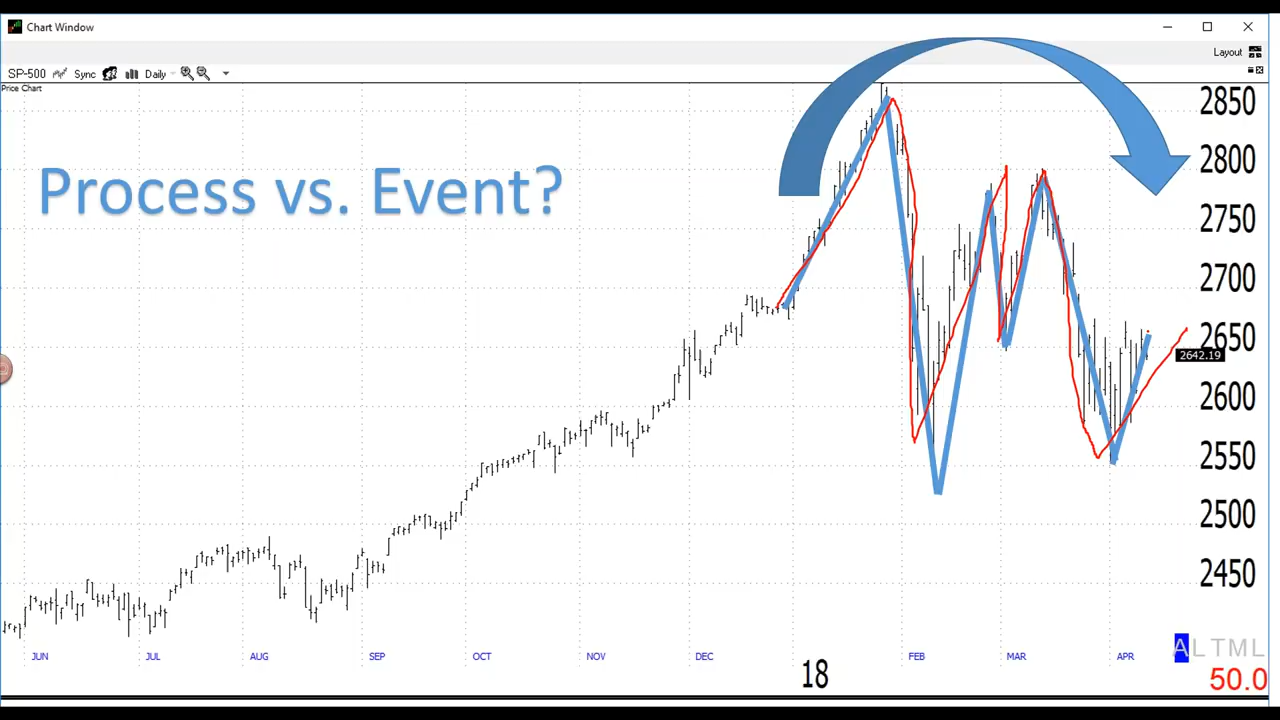 Chart Window
Layout
SP-500 Sync Daily
Price Chart
Process vs. Event?
2850
2800
2750
2700
2650
2642.19
2600
2550
2500
2450
JUN JUL AUG SEP OCT NOV DEC 18 FEB MAR APR
ALTML
50.0